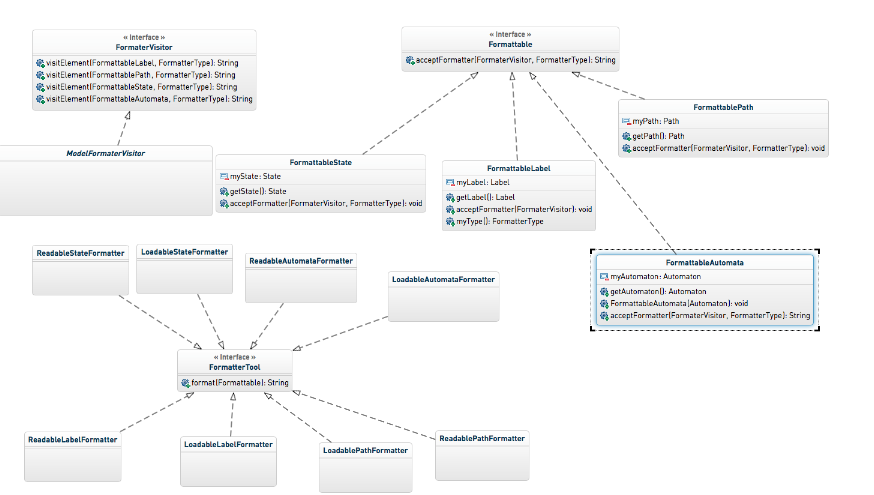 « Interface »
FormaterVisitor
visitElement(FormattableLabel, FormatterType): String
visitElement(FormattablePath, FormatterType): String
visitElement(FormattableState, FormatterType): String
visitElement(FormattableAutomata, FormatterType): String
« Interface »
Formattable
acceptFormatter(FormaterVisitor, FormatterType): String
FormattablePath
myPath: Path
getPath(): Path
acceptFormatter(FormaterVisitor, FormatterType): void
ModelFormaterVisitor
FormattableState
myState: State
getState(): State
acceptFormatter(FormaterVisitor, FormatterType): void
FormattableLabel
myLabel: Label
getLabel(): Label
acceptFormatter(FormaterVisitor): void
myType(): FormatterType
FormattableAutomata
myAutomaton: Automaton
getAutomaton(): Automaton
FormattableAutomata(Automaton): void
acceptFormatter(FormaterVisitor, FormatterType): String
ReadableStateFormatter
LoadableStateFormatter
ReadableAutomataFormatter
LoadableAutomataFormatter
« Interface »
FormatterTool
format(Formattable): String
ReadableLabelFormatter
LoadableLabelFormatter
LoadablePathFormatter
ReadablePathFormatter